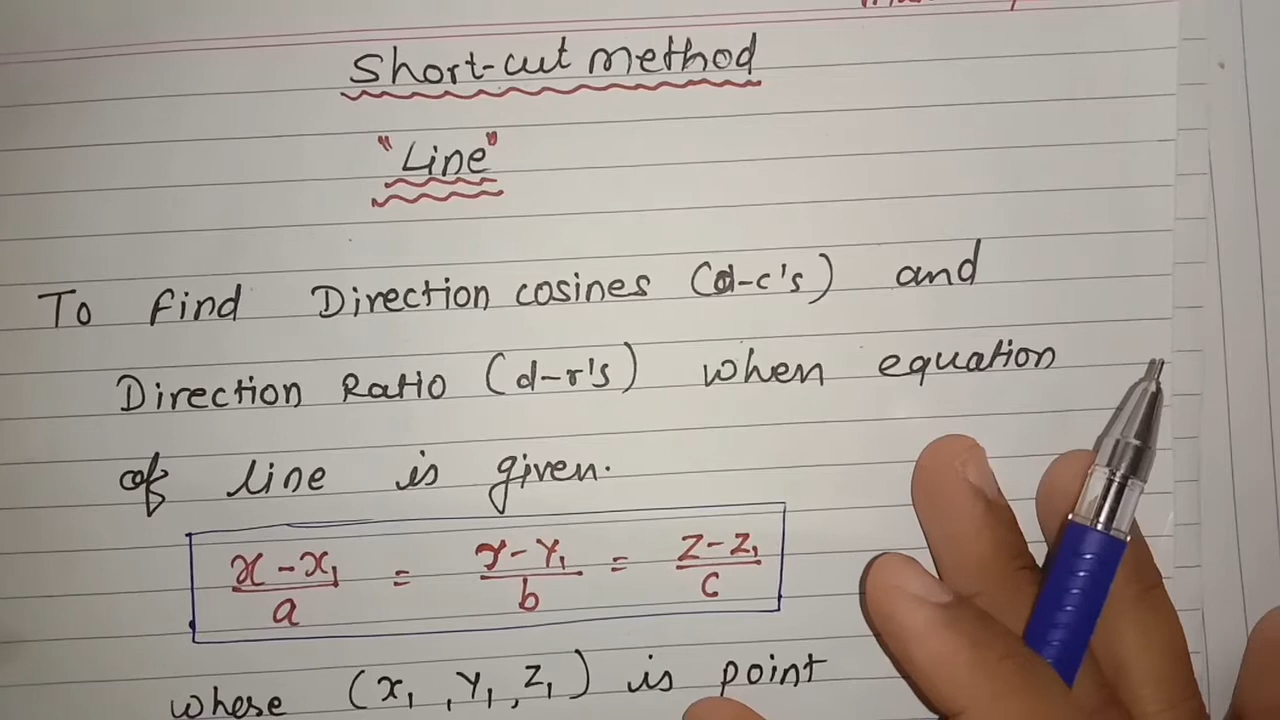 Short-cut method
"Line"
To find Direction cosines (d-c's) and
Direction Ratio (d-r's) when equation
of line is given.
x - x₁ / a = y - y₁ / b = z - z₁ / c
where (x₁, y₁, z₁) is point